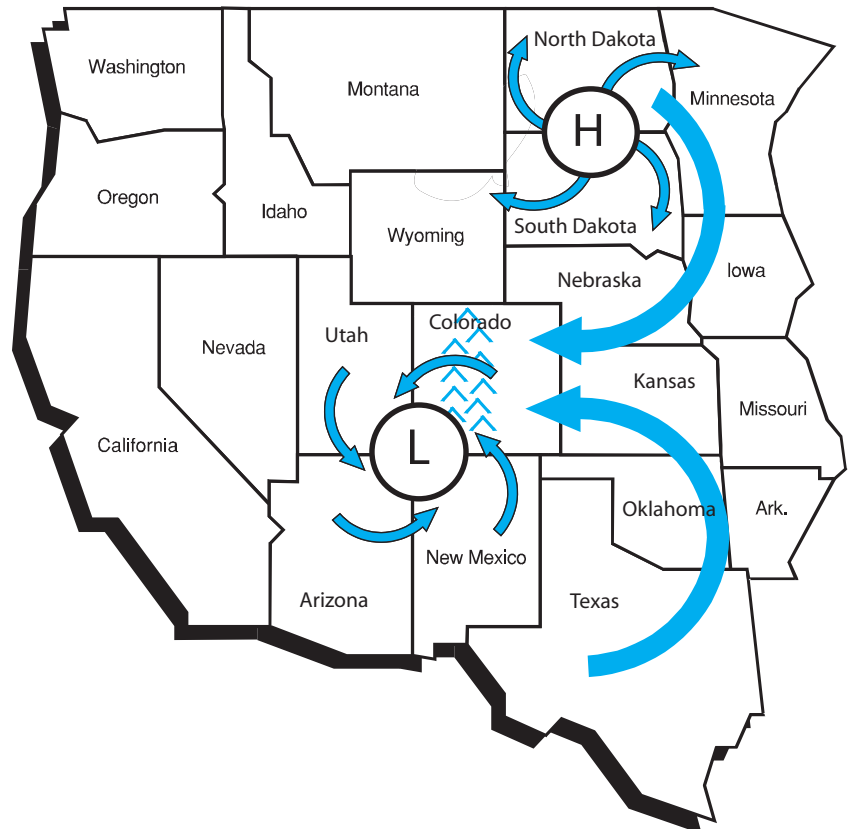 North Dakota
Washington
Montana
Minnesota
H
Oregon
Idaho
Wyoming
South Dakota
Iowa
Nebraska
Utah
Colorado
Nevada
Kansas
Missouri
California
L
Oklahoma
Ark.
New Mexico
Arizona
Texas